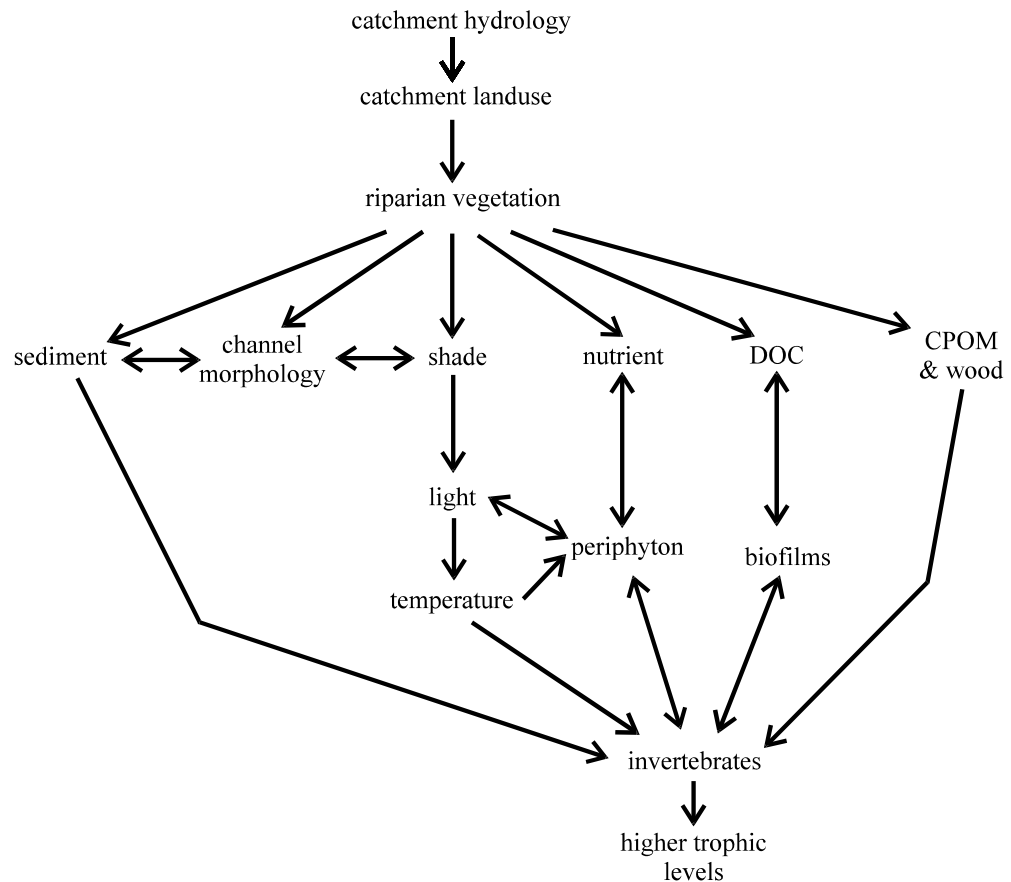 catchment hydrology
catchment landuse
riparian vegetation
sediment
channel
morphology
shade
nutrient
DOC
CPOM
& wood
light
periphyton
biofilms
temperature
invertebrates
higher trophic
levels